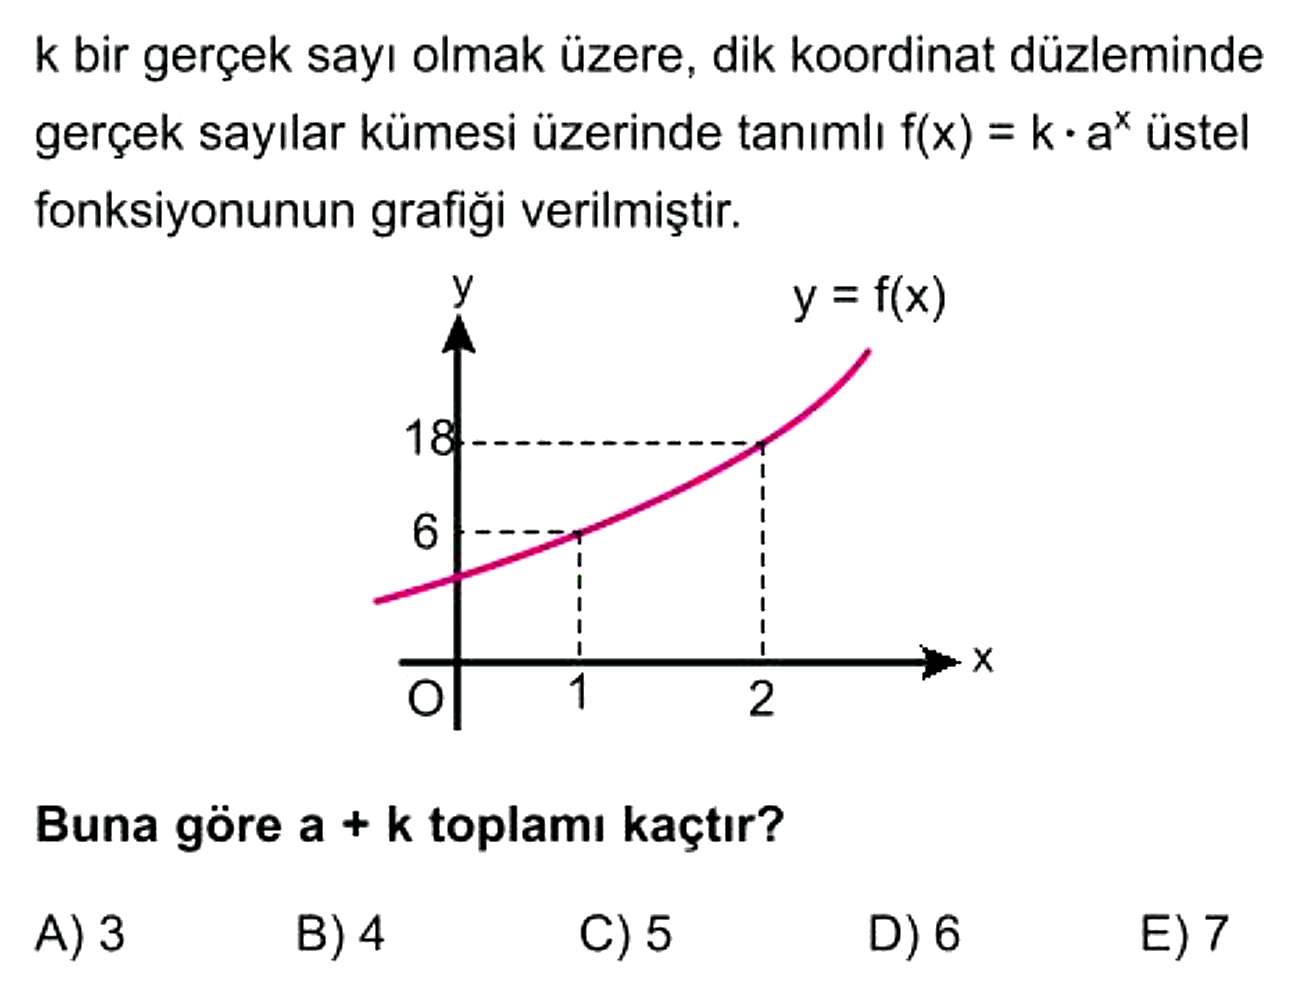 k bir gerçek sayı olmak üzere, dik koordinat düzleminde
gerçek sayılar kümesi üzerinde tanımlı f(x) = k · aˣ üstel
fonksiyonunun grafiği verilmiştir.
y
y = f(x)
18
6
x
O 1 2
Buna göre a + k toplamı kaçtır?
A) 3 B) 4 C) 5 D) 6 E) 7